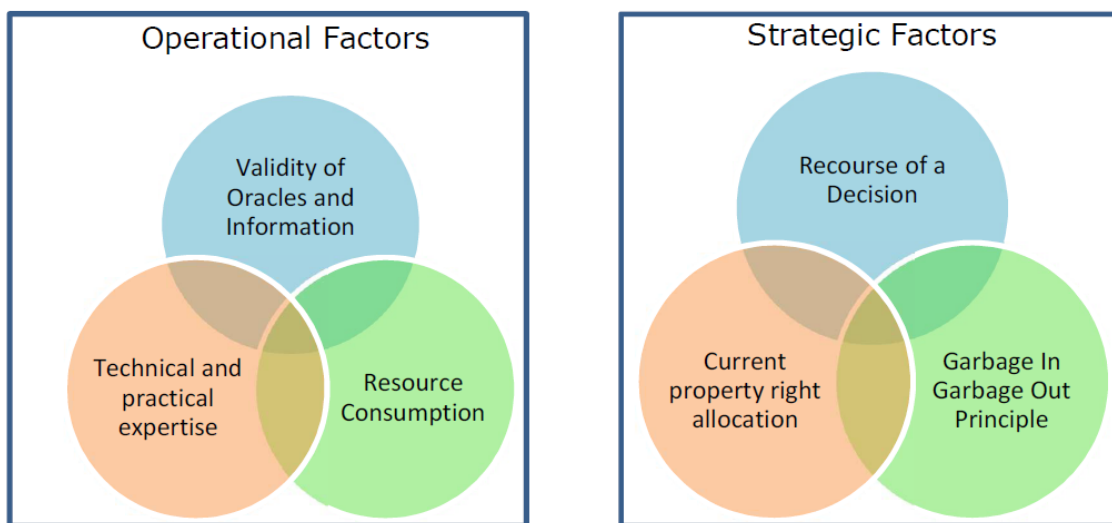 Operational Factors
Validity of
Oracles and
Information
Technical and
practical
expertise
Resource
Consumption
Strategic Factors
Recourse of a
Decision
Current
property right
allocation
Garbage In
Garbage Out
Principle